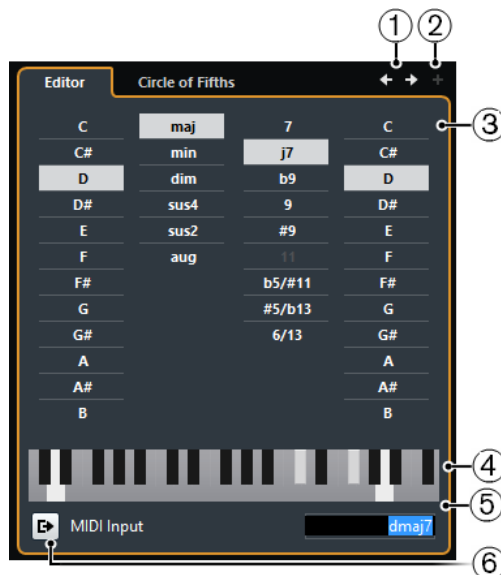 1 2
Editor Circle of Fifths
3
C maj 7 C
C# min j7 C#
D dim b9 D
D# sus4 9 D#
E sus2 #9 E
F aug 11 F
F# b5/#11 F#
G #5/b13 G
G# 6/13 G#
A A
A# A#
B B
4
5
MIDI Input dmaj7
6